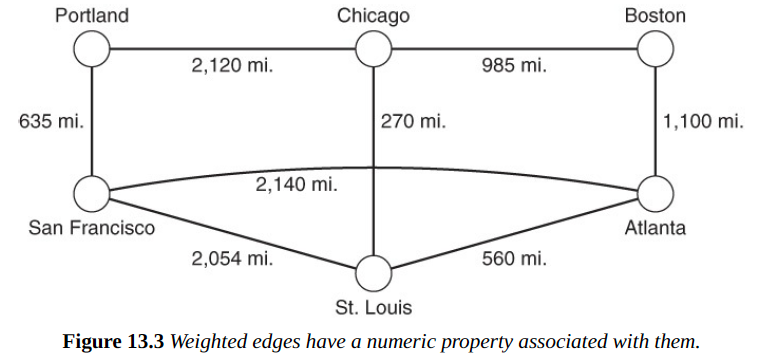 Portland Chicago Boston
2,120 mi. 985 mi.
635 mi. 270 mi. 1,100 mi.
2,140 mi.
San Francisco Atlanta
2,054 mi. 560 mi.
St. Louis
Figure 13.3 Weighted edges have a numeric property associated with them.